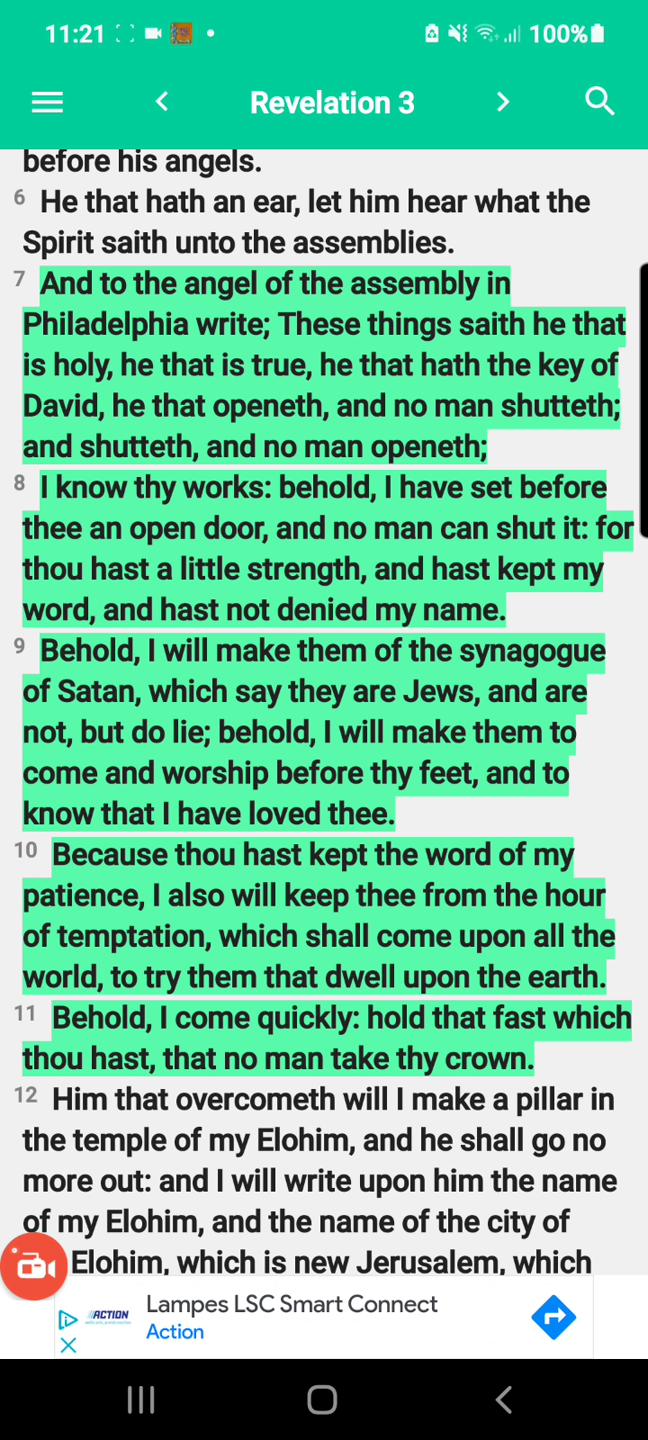 11:21
100%
Revelation 3
before his angels.
6 He that hath an ear, let him hear what the
Spirit saith unto the assemblies.
7 And to the angel of the assembly in
Philadelphia write; These things saith he that
is holy, he that is true, he that hath the key of
David, he that openeth, and no man shutteth;
and shutteth, and no man openeth;
8 I know thy works: behold, I have set before
thee an open door, and no man can shut it: for
thou hast a little strength, and hast kept my
word, and hast not denied my name.
9 Behold, I will make them of the synagogue
of Satan, which say they are Jews, and are
not, but do lie; behold, I will make them to
come and worship before thy feet, and to
know that I have loved thee.
10 Because thou hast kept the word of my
patience, I also will keep thee from the hour
of temptation, which shall come upon all the
world, to try them that dwell upon the earth.
11 Behold, I come quickly: hold that fast which
thou hast, that no man take thy crown.
12 Him that overcometh will I make a pillar in
the temple of my Elohim, and he shall go no
more out: and I will write upon him the name
of my Elohim, and the name of the city of
Elohim, which is new Jerusalem, which
ACTION
Lampes LSC Smart Connect
Action